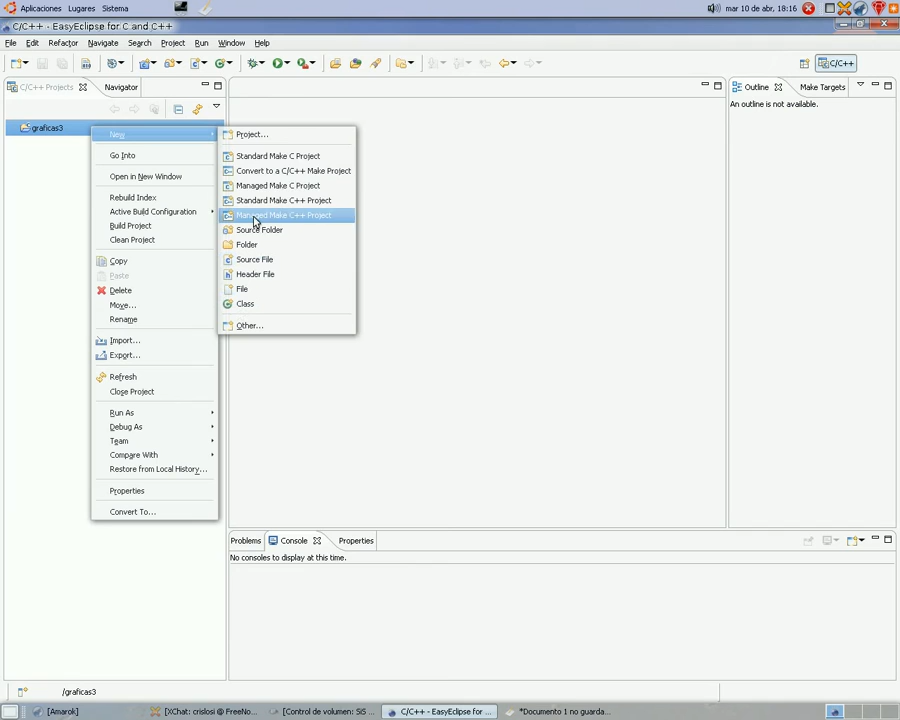 Aplicaciones Lugares Sistema
mar 10 de abr, 18:16
C/C++ - EasyEclipse for C and C++
File Edit Refactor Navigate Search Project Run Window Help
C/C++
C/C++ Projects
Navigator
Outline
Make Targets
An outline is not available.
graficas3
New
Go Into
Open in New Window
Rebuild Index
Active Build Configuration
Build Project
Clean Project
Copy
Paste
Delete
Move...
Rename
Import...
Export...
Refresh
Close Project
Run As
Debug As
Team
Compare With
Restore from Local History...
Properties
Convert To...
Project...
Standard Make C Project
Convert to a C/C++ Make Project
Managed Make C Project
Standard Make C++ Project
Managed Make C++ Project
Source Folder
Folder
Source File
Header File
File
Class
Other...
Problems
Console
Properties
No consoles to display at this time.
/graficas3
[Amarok]
[XChat: crislosi @ FreeNo...
[Control de volumen: SiS ...
C/C++ - EasyEclipse for ...
*Documento 1 no guarda...